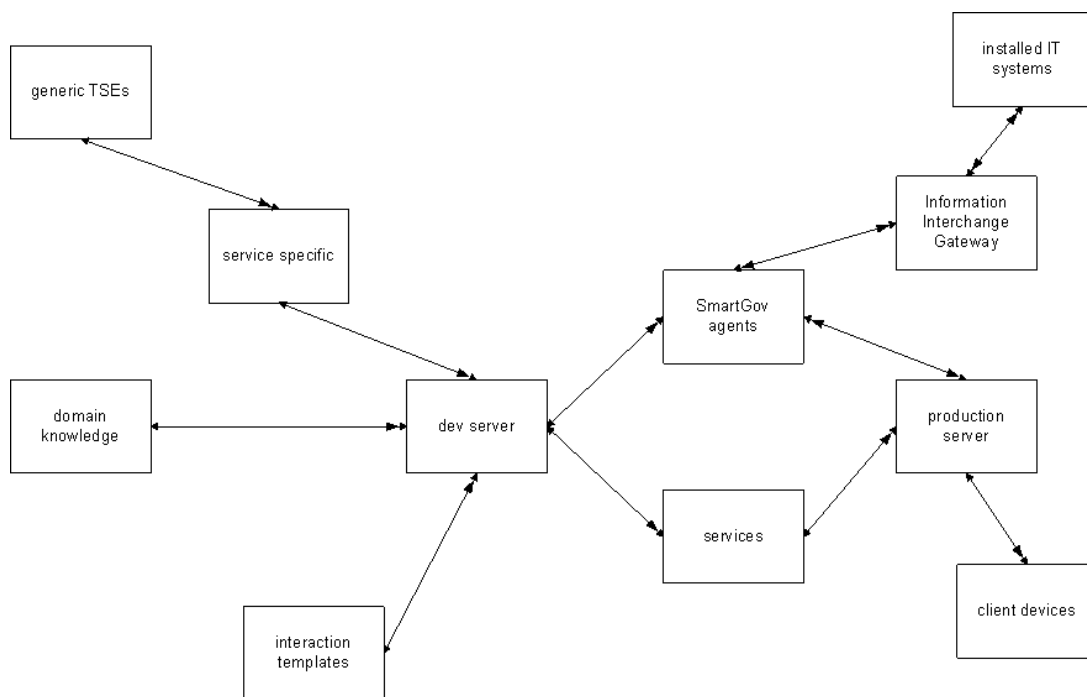 installed IT
systems
generic TSEs
Information
Interchange
Gateway
service specific
SmartGov
agents
domain
knowledge
dev server
production
server
services
client devices
interaction
templates